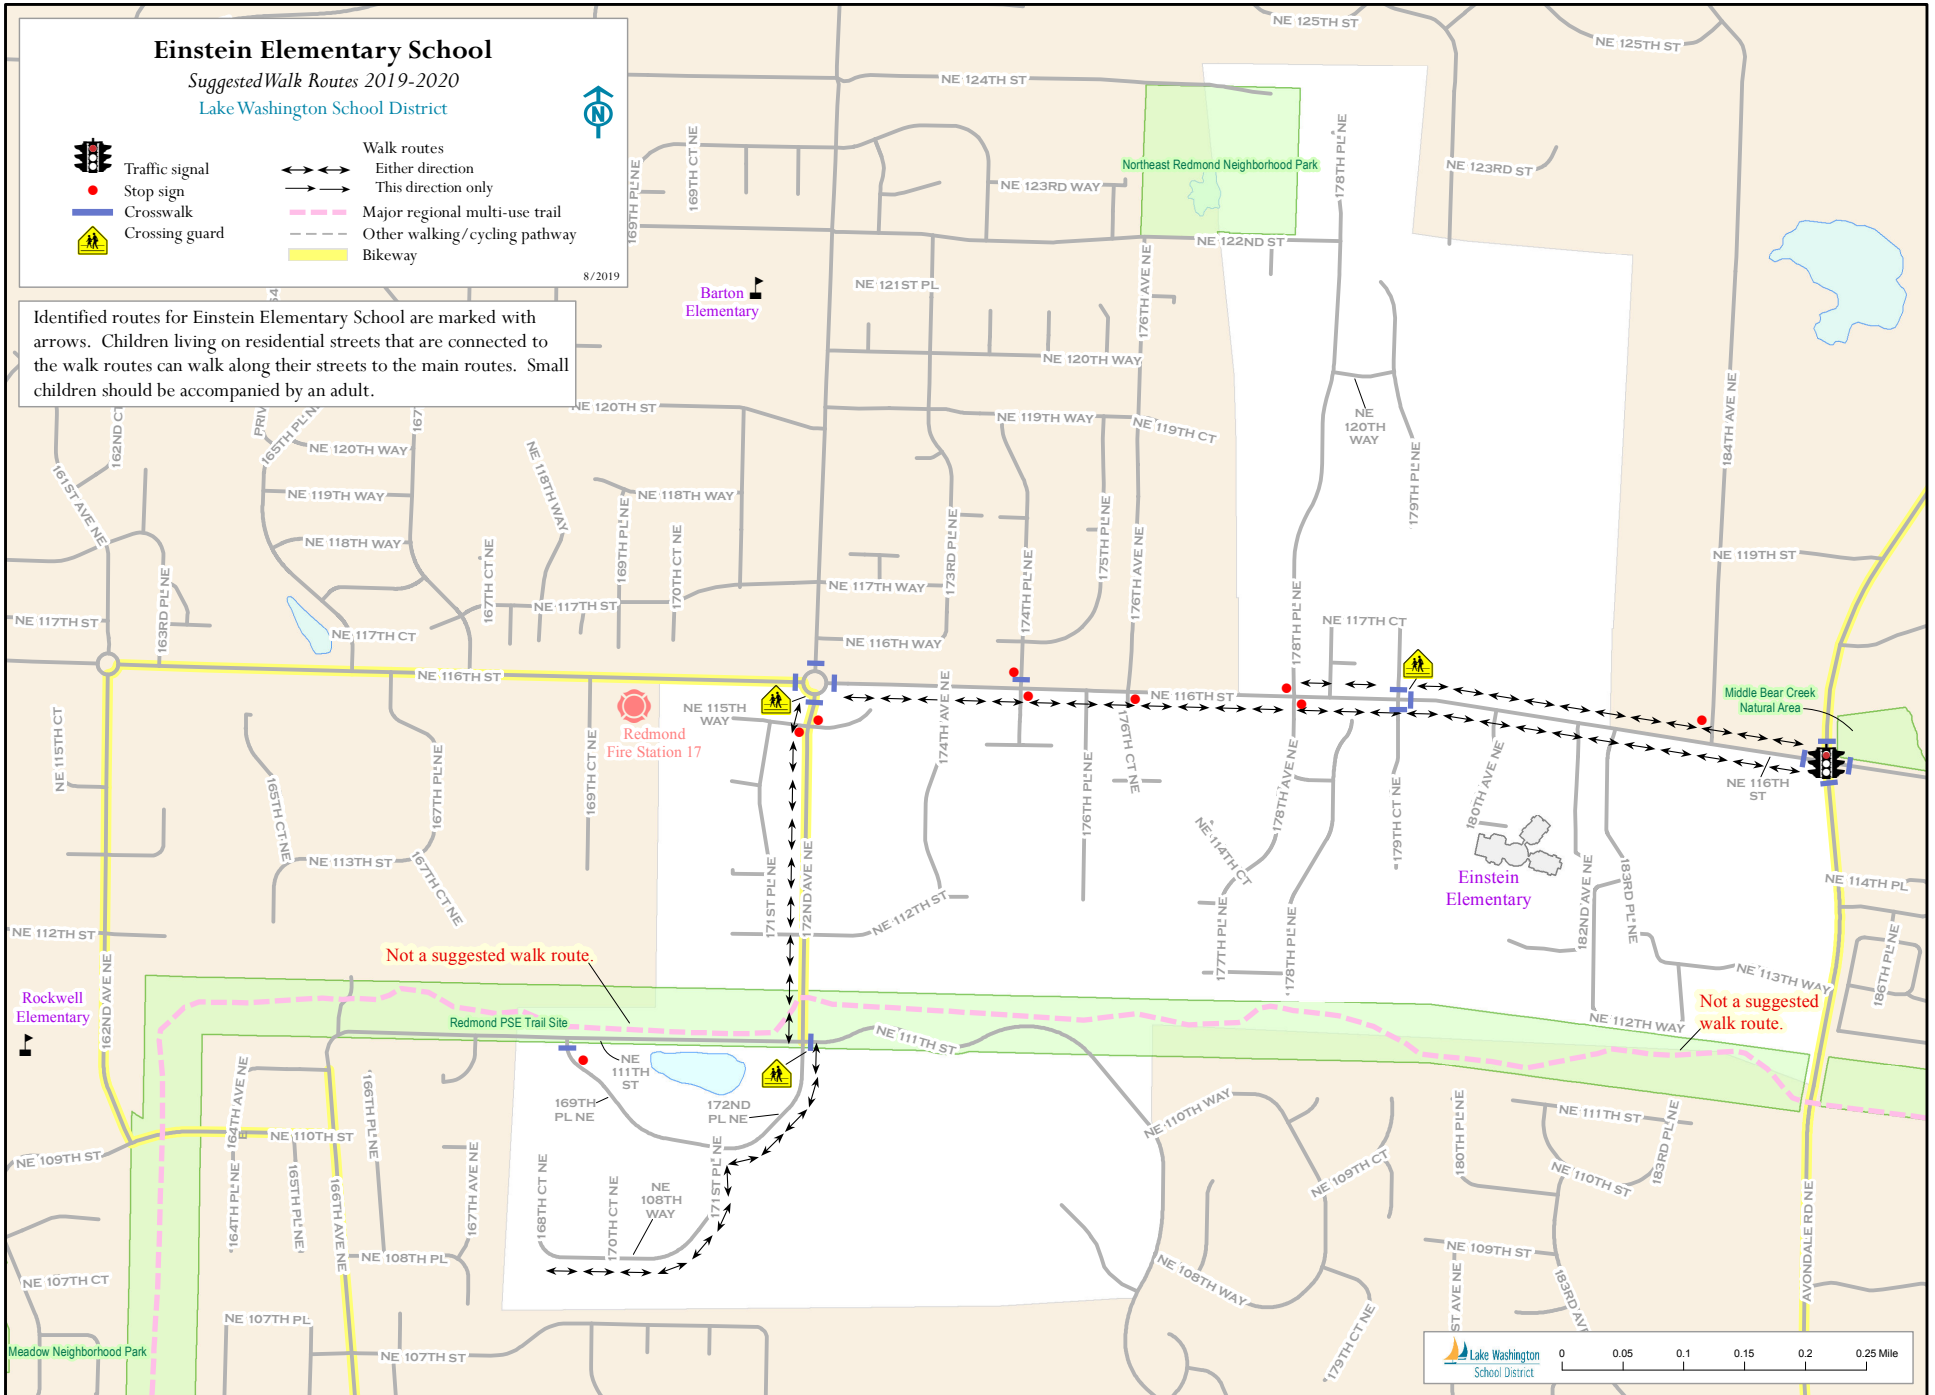 Einstein Elementary School
Suggested Walk Routes 2019-2020
Lake Washington School District
N
Traffic signal
Stop sign
Crosswalk
Crossing guard
Walk routes
Either direction
This direction only
Major regional multi-use trail
Other walking/cycling pathway
Bikeway
8/2019
Identified routes for Einstein Elementary School are marked with
arrows. Children living on residential streets that are connected to
the walk routes can walk along their streets to the main routes. Small
children should be accompanied by an adult.
NE 125TH ST
NE 125TH ST
NE 124TH ST
169TH CT NE
169TH PL NE
NE 123RD WAY
Northeast Redmond Neighborhood Park
178TH PL NE
NE 123RD ST
NE 122ND ST
NE 121ST PL
176TH AVE NE
Barton
Elementary
NE 120TH WAY
NE 120TH ST
NE 119TH WAY
NE 119TH CT
NE
120TH
WAY
179TH PL NE
184TH AVE NE
162ND CT
161ST AVE NE
165TH PL NE
167
NE 120TH WAY
NE 119TH WAY
NE 118TH WAY
NE 118TH WAY
NE 118TH WAY
169TH PL NE
170TH CT NE
167TH CT NE
NE 117TH ST
NE 117TH WAY
173RD PL NE
174TH PL NE
175TH PL NE
176TH AVE NE
178TH PL NE
NE 119TH ST
NE 117TH ST
163RD PL NE
NE 117TH CT
NE 116TH WAY
NE 117TH CT
NE 116TH ST
NE 116TH ST
NE 116TH
ST
Middle Bear Creek
Natural Area
NE 115TH CT
165TH CT NE
167TH PL NE
169TH CT NE
Redmond
Fire Station 17
NE 115TH
WAY
174TH AVE NE
176TH PL NE
176TH CT NE
178TH AVE NE
179TH CT NE
180TH AVE NE
NE 113TH ST
167TH CT NE
171ST PL NE
172ND AVE NE
NE 112TH ST
NE 114TH CT
177TH PL NE
178TH PL NE
Einstein
Elementary
182ND AVE NE
183RD PL NE
NE 114TH PL
186TH PL NE
NE 113TH WAY
NE 112TH WAY
NE 112TH ST
162ND AVE NE
Rockwell
Elementary
Not a suggested walk route.
Not a suggested
walk route.
Redmond PSE Trail Site
NE
111TH
ST
NE 111TH ST
169TH
PL NE
172ND
PL NE
171ST PL NE
168TH CT NE
170TH CT NE
NE
108TH
WAY
164TH AVE NE
166TH PL NE
NE 110TH ST
NE 109TH ST
164TH PL NE
165TH PL NE
166TH AVE NE
167TH AVE NE
NE 108TH PL
NE 107TH CT
NE 107TH PL
NE 107TH ST
Meadow Neighborhood Park
NE 110TH WAY
NE 109TH CT
NE 108TH WAY
179TH CT NE
180TH PL NE
NE 111TH ST
183RD PL NE
NE 110TH ST
NE 109TH ST
ST AVE NE
183RD AV
AVONDALE RD NE
Lake Washington
School District
0 0.05 0.1 0.15 0.2 0.25 Mile